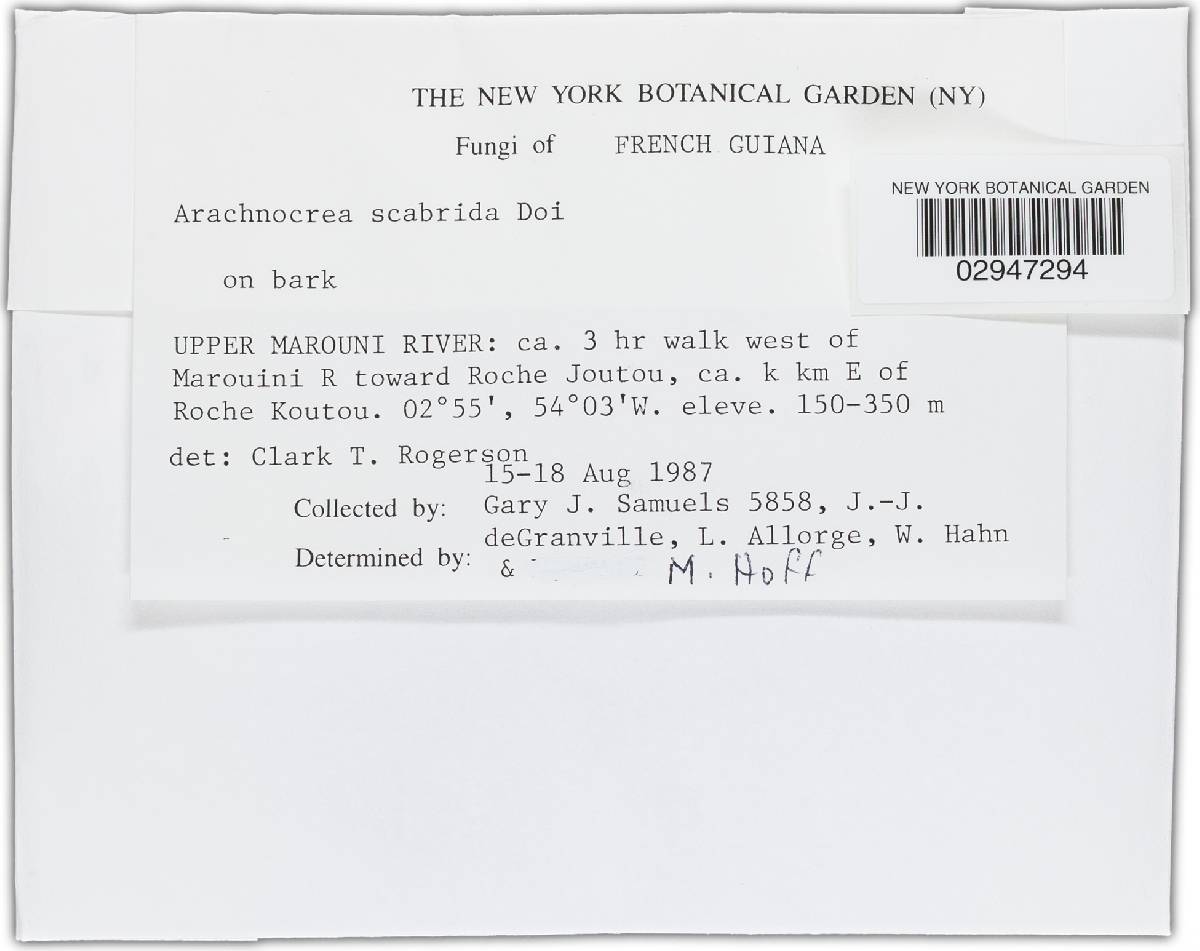 THE NEW YORK BOTANICAL GARDEN (NY)
Fungi of FRENCH GUIANA
NEW YORK BOTANICAL GARDEN
02947294
Arachnocrea scabrida Doi
on bark
UPPER MAROUNI RIVER: ca. 3 hr walk west of
Marouini R toward Roche Joutou, ca. k km E of
Roche Koutou. 02°55', 54°03'W. eleve. 150-350 m
det: Clark T. Rogerson
15-18 Aug 1987
Collected by: Gary J. Samuels 5858, J.-J.
deGranville, L. Allorge, W. Hahn
Determined by: & M. Hoff